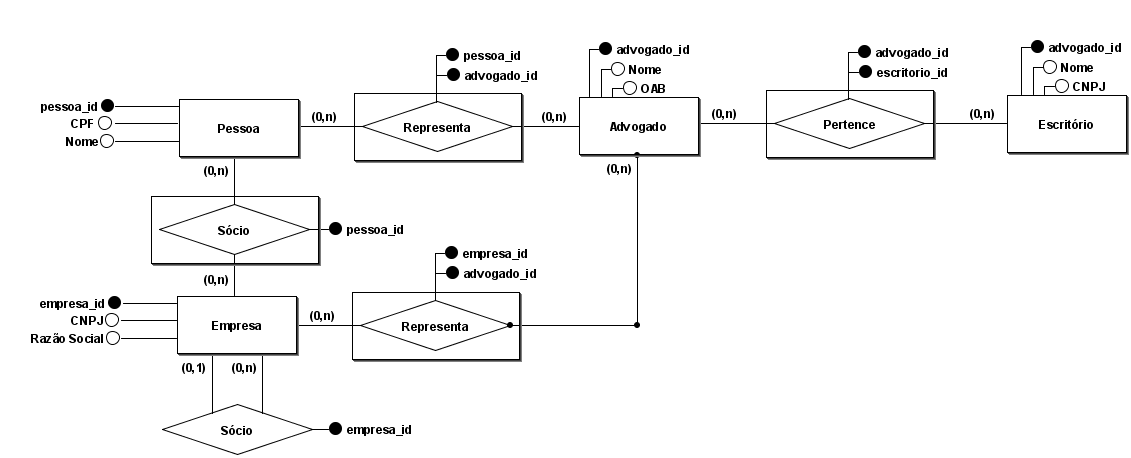 pessoa_id
CPF
Nome
Pessoa
(0,n)
pessoa_id
advogado_id
Representa
(0,n)
advogado_id
Nome
OAB
Advogado
(0,n)
advogado_id
escritorio_id
Pertence
(0,n)
advogado_id
Nome
CNPJ
Escritório
(0,n)
Sócio
pessoa_id
(0,n)
(0,n)
empresa_id
CNPJ
Razão Social
Empresa
(0,n)
empresa_id
advogado_id
Representa
(0,1)
(0,n)
Sócio
empresa_id